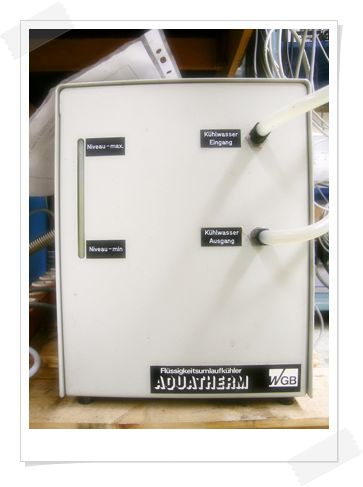 Niveau - max.
Kühlwasser
Eingang
Niveau - min
Kühlwasser
Ausgang
Flüssigkeitsumlaufkühler
AQUATHERM
WGB